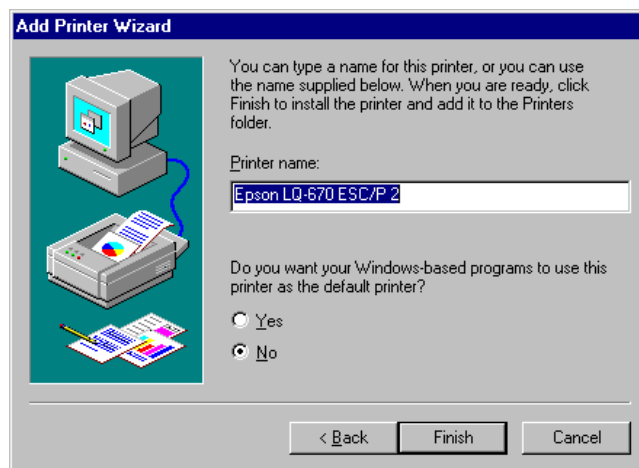 Add Printer Wizard
You can type a name for this printer, or you can use
the name supplied below. When you are ready, click
Finish to install the printer and add it to the Printers
folder.
Printer name:
Epson LQ-670 ESC/P 2
Do you want your Windows-based programs to use this
printer as the default printer?
Yes
No
< Back Finish Cancel